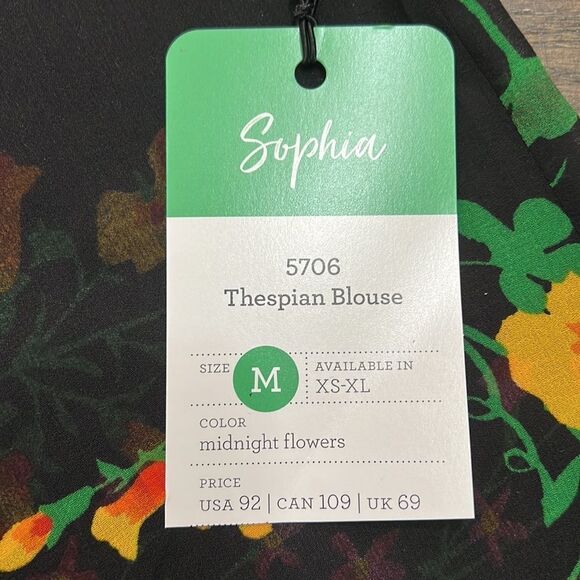 Sophia
5706
Thespian Blouse
SIZE M AVAILABLE IN
XS-XL
COLOR
midnight flowers
PRICE
USA 92 | CAN 109 | UK 69